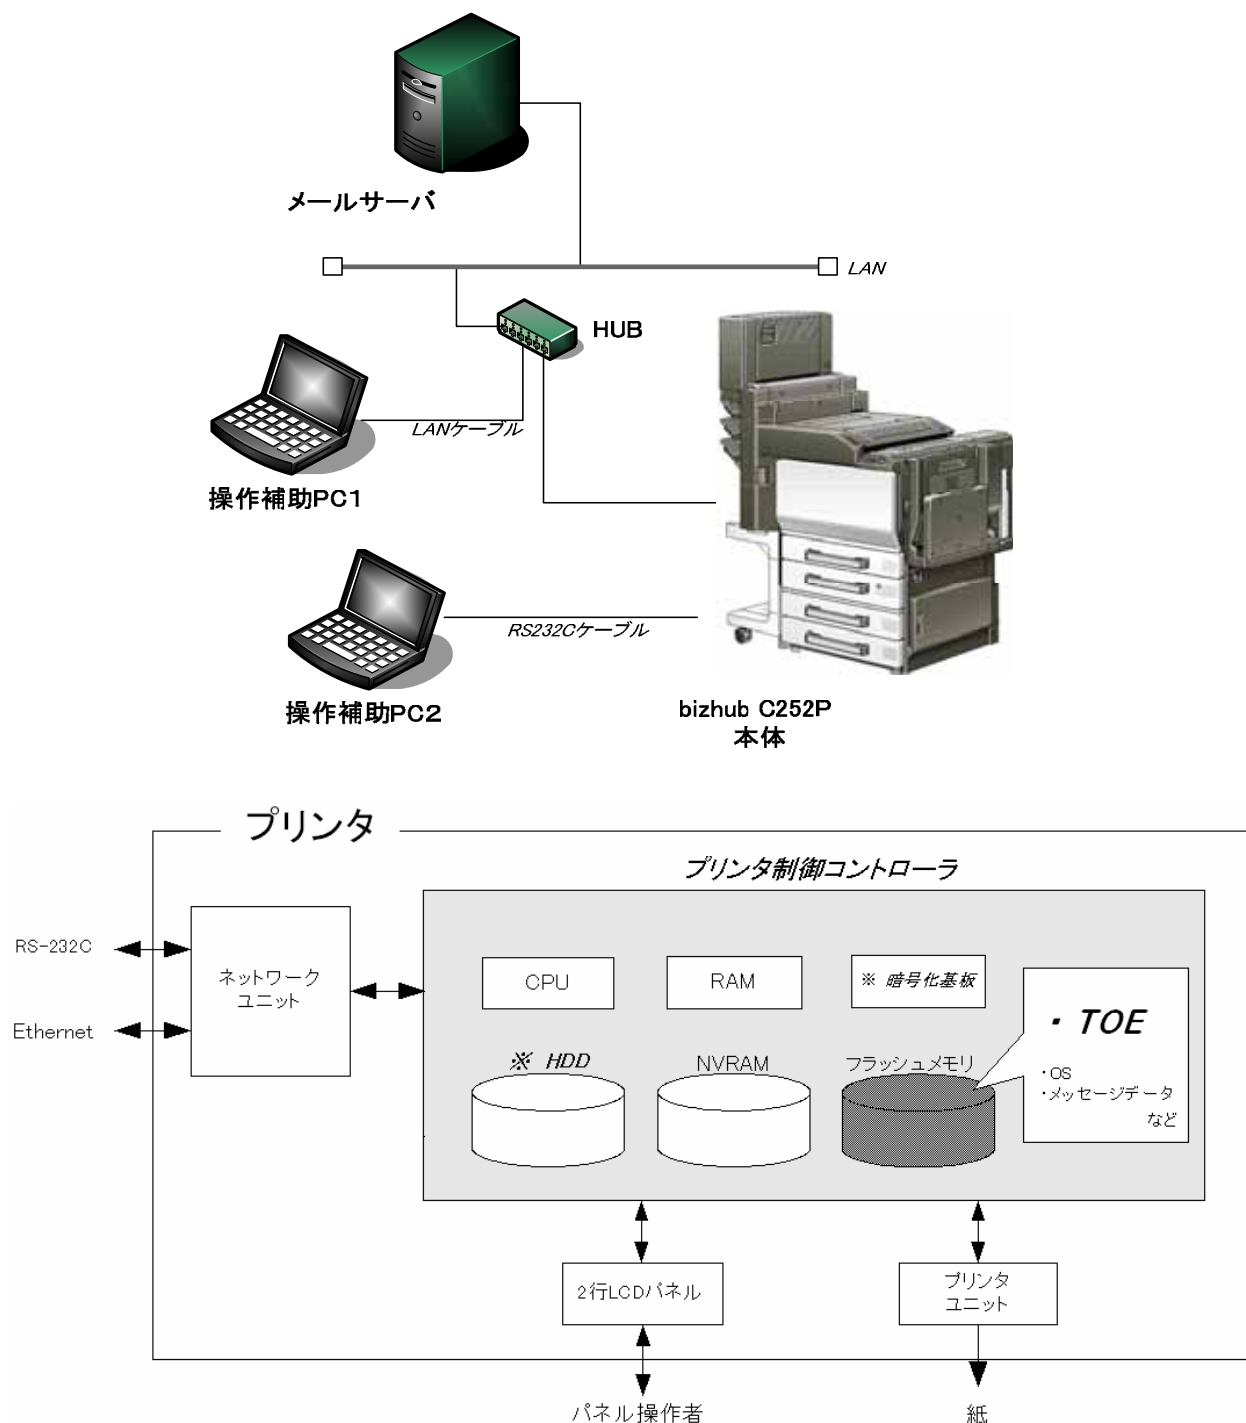 メールサーバ
LAN
HUB
LANケーブル
操作補助PC1
RS232Cケーブル
操作補助PC2
bizhub C252P
本体
プリンタ
プリンタ制御コントローラ
RS-232C
Ethernet
ネットワーク
ユニット
CPU
RAM
※ 暗号化基板
・TOE
・OS
・メッセージデータ
など
※ HDD
NVRAM
フラッシュメモリ
2行LCDパネル
プリンタ
ユニット
パネル操作者
紙